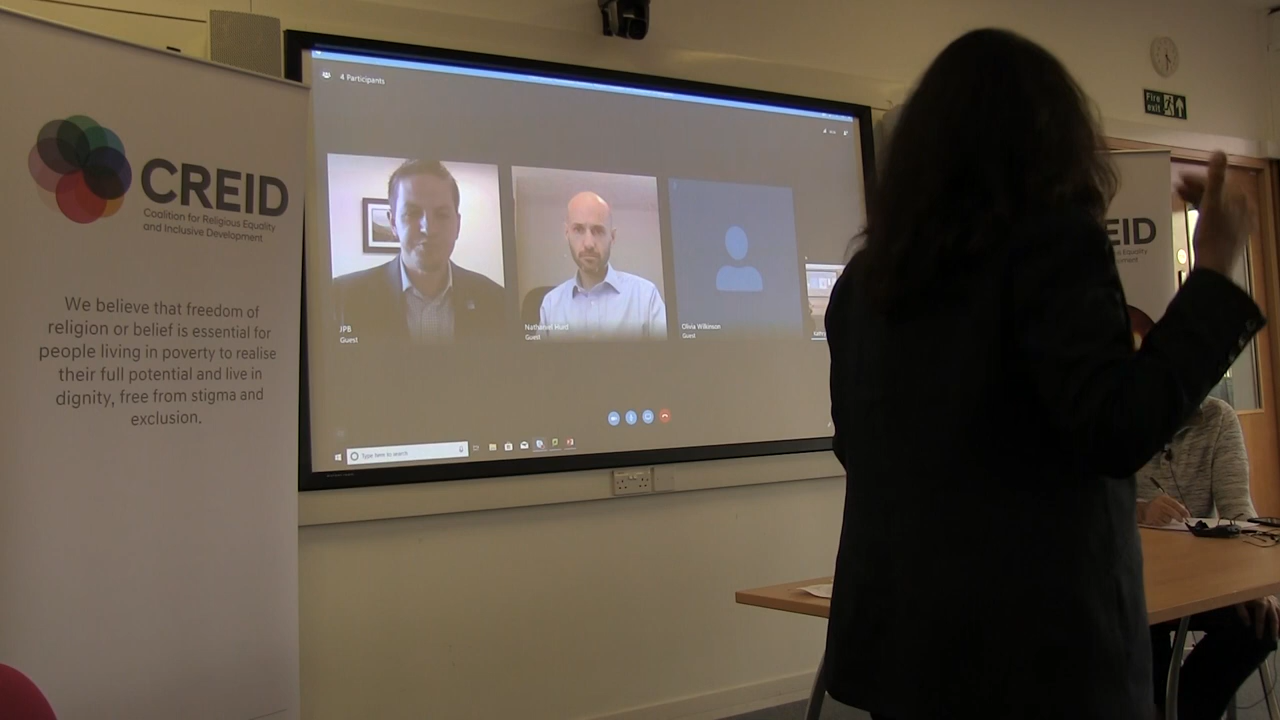 CREID
Coalition for Religious Equality
and Inclusive Development
We believe that freedom of
religion or belief is essential for
people living in poverty to realise
their full potential and live in
dignity, free from stigma and
exclusion.
4 Participants
JPB
Guest
Nathaniel Hurd
Guest
Olivia Wilkinson
Guest
Type here to search
Fire
exit
EID
Equality